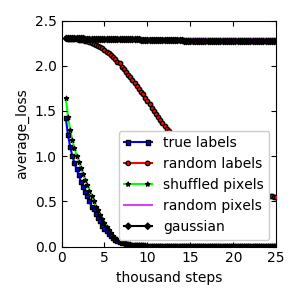 2.5
2.0
1.5
1.0
0.5
0.0
average_loss
true labels
random labels
shuffled pixels
random pixels
gaussian
0 5 10 15 20 25
thousand steps